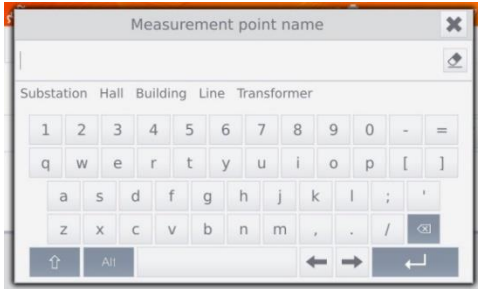 Measurement point name
Substation Hall Building Line Transformer
1 2 3 4 5 6 7 8 9 0 - =
q w e r t y u i o p [ ]
a s d f g h j k l ; '
z x c v b n m , . /
Alt